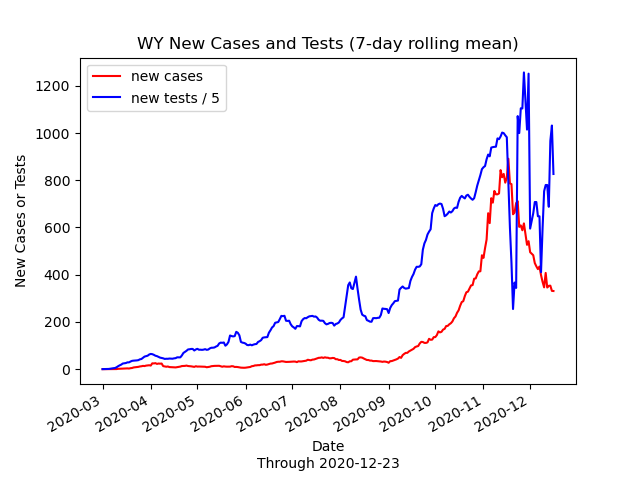 WY New Cases and Tests (7-day rolling mean)
new cases
new tests / 5
New Cases or Tests
1200
1000
800
600
400
200
0
2020-03
2020-04
2020-05
2020-06
2020-07
2020-08
2020-09
2020-10
2020-11
2020-12
Date
Through 2020-12-23